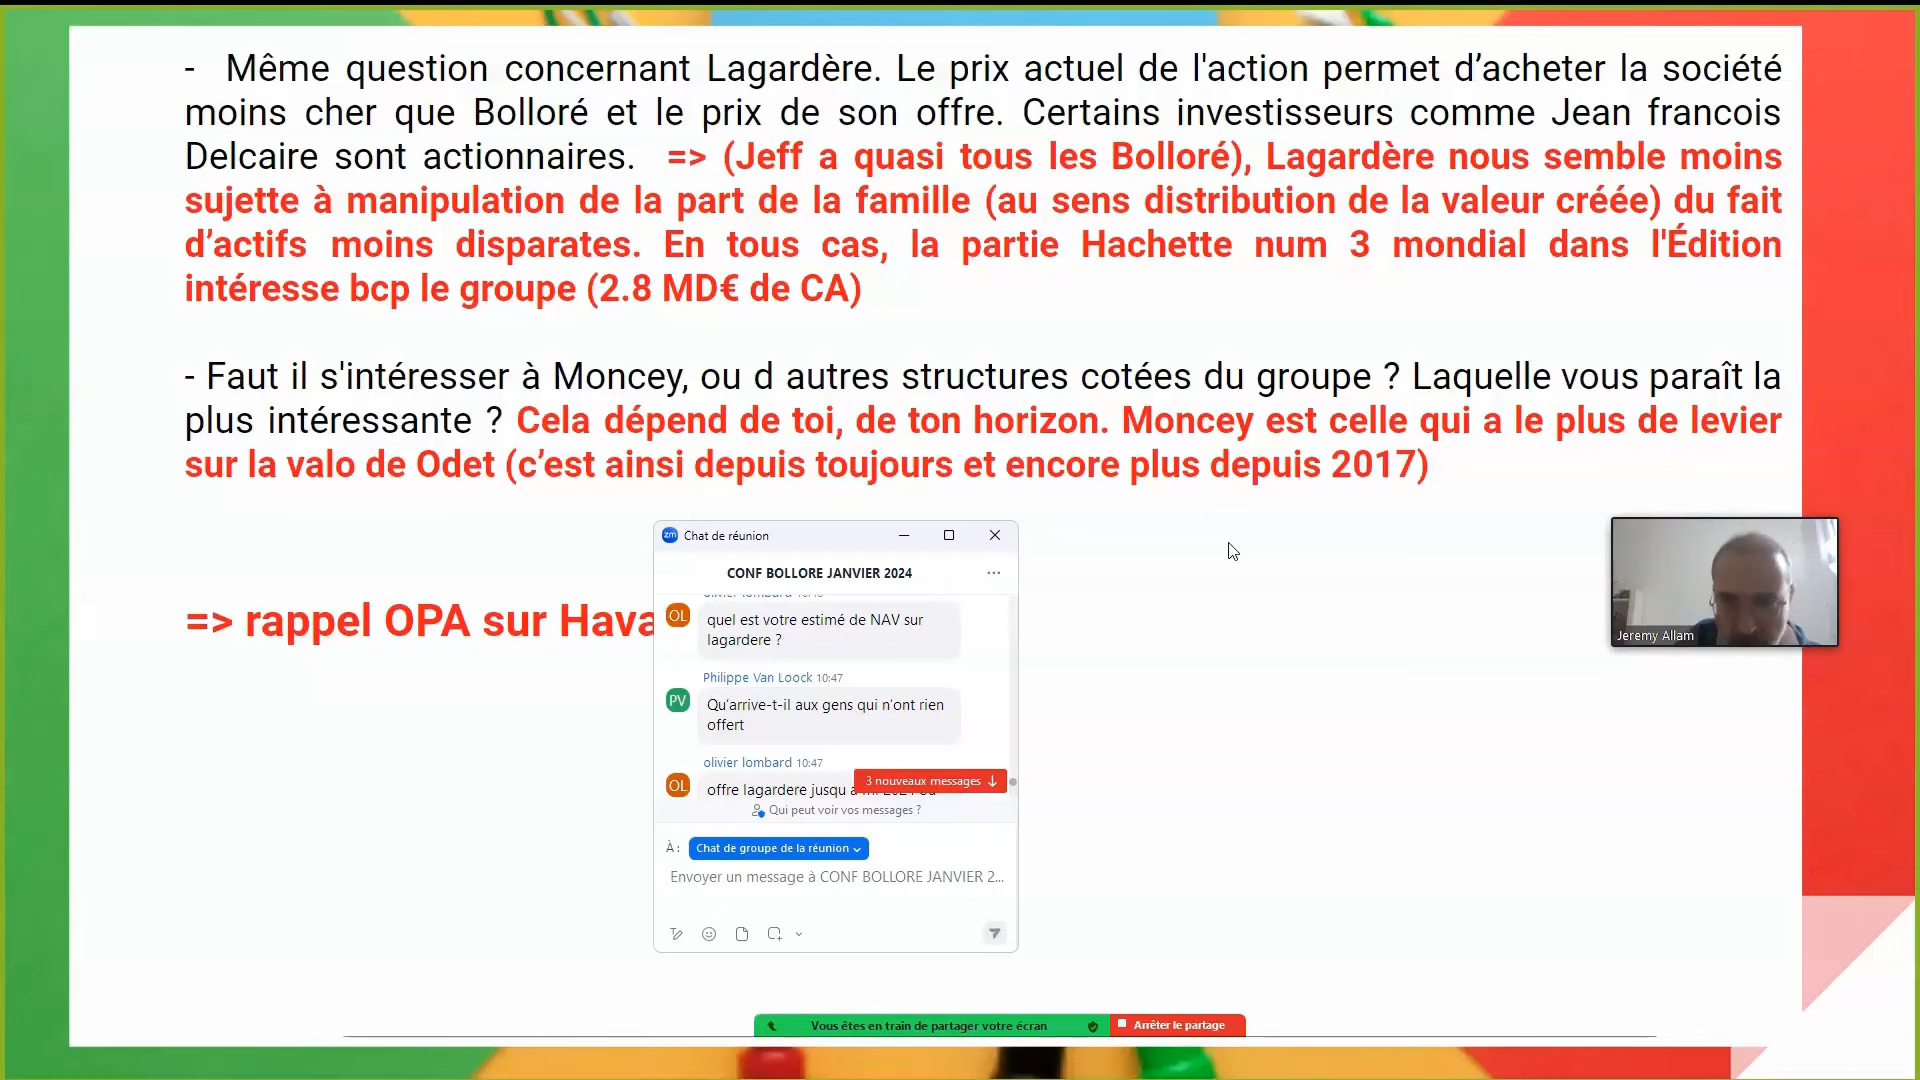 - Même question concernant Lagardère. Le prix actuel de l'action permet d’acheter la société
moins cher que Bolloré et le prix de son offre. Certains investisseurs comme Jean francois
Delcaire sont actionnaires. => (Jeff a quasi tous les Bolloré), Lagardère nous semble moins
sujette à manipulation de la part de la famille (au sens distribution de la valeur créée) du fait
d’actifs moins disparates. En tous cas, la partie Hachette num 3 mondial dans l'Édition
intéresse bcp le groupe (2.8 MD€ de CA)
- Faut il s'intéresser à Moncey, ou d autres structures cotées du groupe ? Laquelle vous paraît la
plus intéressante ? Cela dépend de toi, de ton horizon. Moncey est celle qui a le plus de levier
sur la valo de Odet (c’est ainsi depuis toujours et encore plus depuis 2017)
=> rappel OPA sur Hava
zm Chat de réunion
CONF BOLLORE JANVIER 2024
OL
quel est votre estimé de NAV sur
lagardere ?
Philippe Van Loock 10:47
PV
Qu’arrive-t-il aux gens qui n’ont rien
offert
olivier lombard 10:47
OL
offre lagardere jusqu a
3 nouveaux messages
Qui peut voir vos messages ?
À : Chat de groupe de la réunion
Envoyer un message à CONF BOLLORE JANVIER 2...
Jeremy Allam
Vous êtes en train de partager votre écran
Arrêter le partage